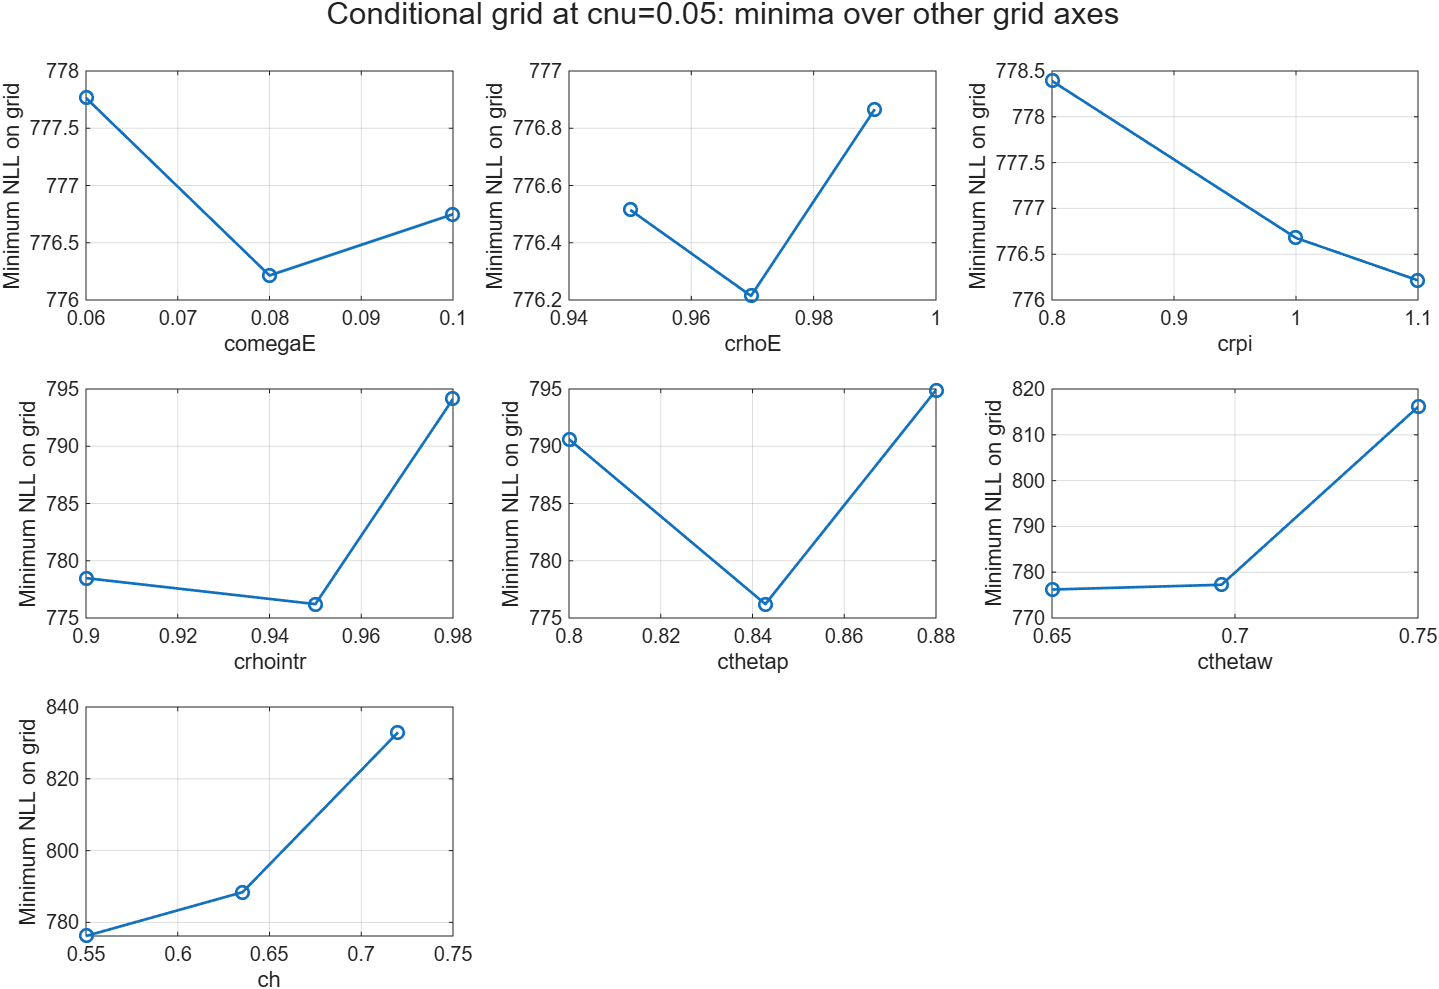 Conditional grid at cnu=0.05: minima over other grid axes
Minimum NLL on grid
778
777.5
777
776.5
776
0.06 0.07 0.08 0.09 0.1
comegaE
Minimum NLL on grid
777
776.8
776.6
776.4
776.2
0.94 0.96 0.98 1
crhoE
Minimum NLL on grid
778.5
778
777.5
777
776.5
776
0.8 0.9 1 1.1
crpi
Minimum NLL on grid
795
790
785
780
775
0.9 0.92 0.94 0.96 0.98
crhointr
Minimum NLL on grid
795
790
785
780
775
0.8 0.82 0.84 0.86 0.88
cthetap
Minimum NLL on grid
820
810
800
790
780
770
0.65 0.7 0.75
cthetaw
Minimum NLL on grid
840
820
800
780
0.55 0.6 0.65 0.7 0.75
ch